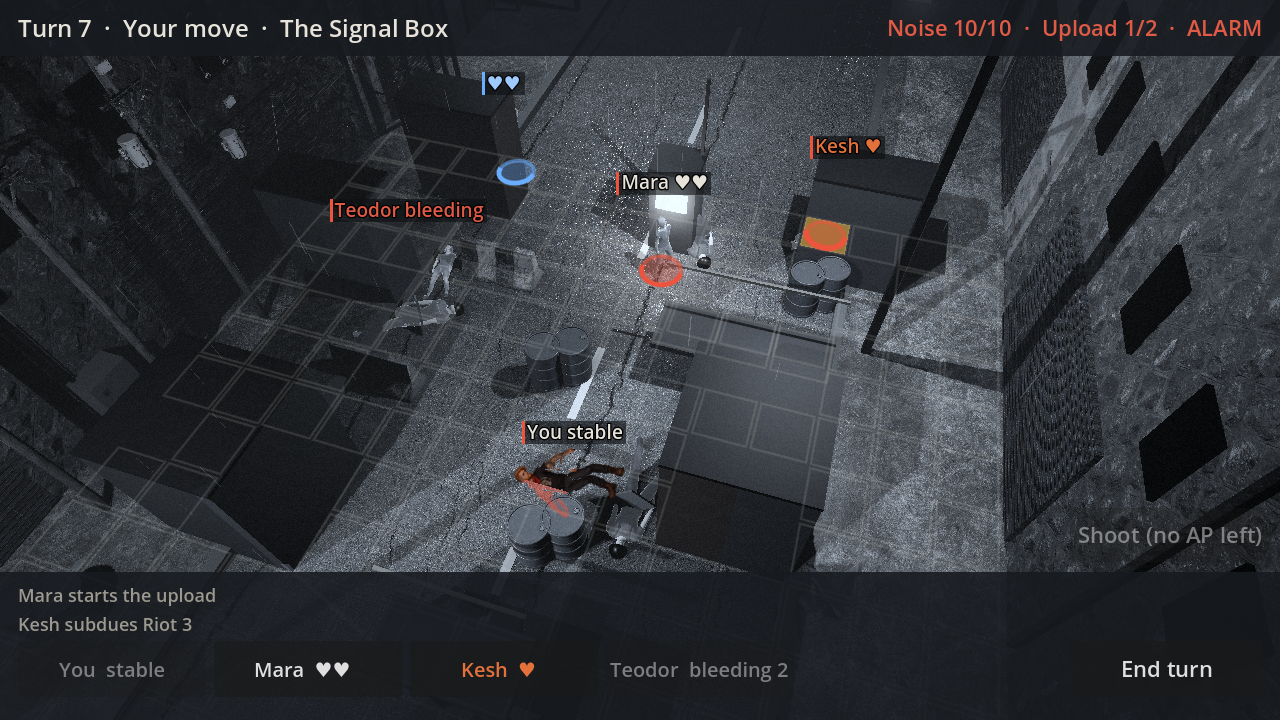 Turn 7 · Your move · The Signal Box
Noise 10/10 · Upload 1/2 · ALARM
♥♥
Kesh ♥
Mara ♥♥
Teodor bleeding
You stable
Shoot (no AP left)
Mara starts the upload
Kesh subdues Riot 3
You stable
Mara ♥♥
Kesh ♥
Teodor bleeding 2
End turn